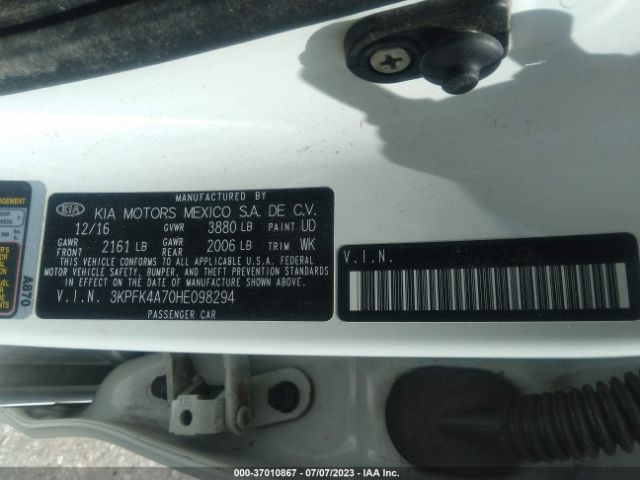 MANUFACTURED BY
KIA KIA MOTORS MEXICO S.A. DE C.V.
12/16 GVWR 3880 LB PAINT UD
GAWR FRONT 2161 LB GAWR REAR 2006 LB TRIM WK
THIS VEHICLE CONFORMS TO ALL APPLICABLE U.S. FEDERAL
MOTOR VEHICLE SAFETY, BUMPER, AND THEFT PREVENTION STANDARDS
IN EFFECT ON THE DATE OF MANUFACTURE SHOWN ABOVE.
V.I.N. 3KPFK4A70HE098294
PASSENGER CAR
V.I.N.
A870
000-37010867 - 07/07/2023 - IAA Inc.